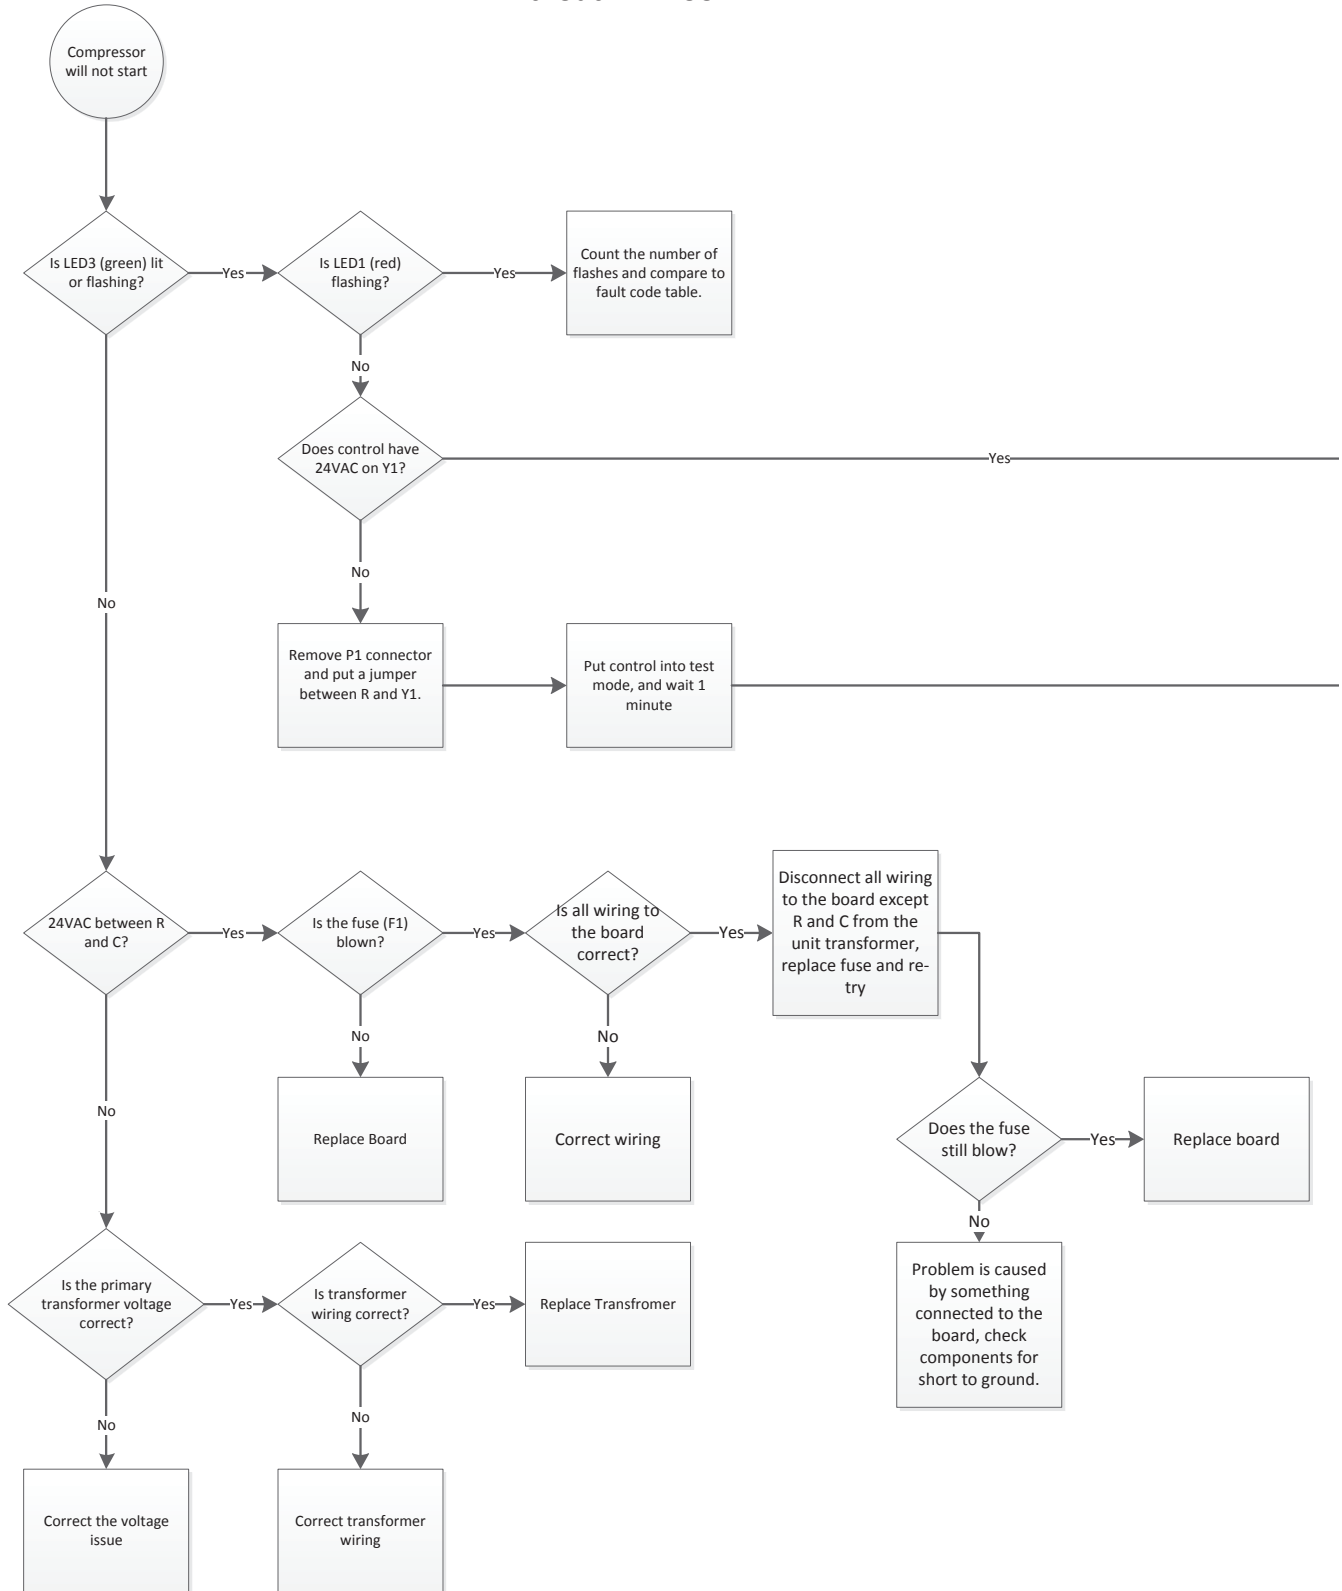 Compressor
will not start
Is LED3 (green) lit
or flashing?
Yes
Is LED1 (red)
flashing?
Yes
Count the number of
flashes and compare to
fault code table.
No
Does control have
24VAC on Y1?
Yes
No
No
Remove P1 connector
and put a jumper
between R and Y1.
Put control into test
mode, and wait 1
minute
24VAC between R
and C?
Yes
Is the fuse (F1)
blown?
Yes
Is all wiring to
the board
correct?
Yes
Disconnect all wiring
to the board except
R and C from the
unit transformer,
replace fuse and re-
try
No
No
No
Replace Board
Correct wiring
Does the fuse
still blow?
Yes
Replace board
No
Is the primary
transformer voltage
correct?
Yes
Is transformer
wiring correct?
Yes
Replace Transfromer
Problem is caused
by something
connected to the
board, check
components for
short to ground.
No
No
Correct the voltage
issue
Correct transformer
wiring